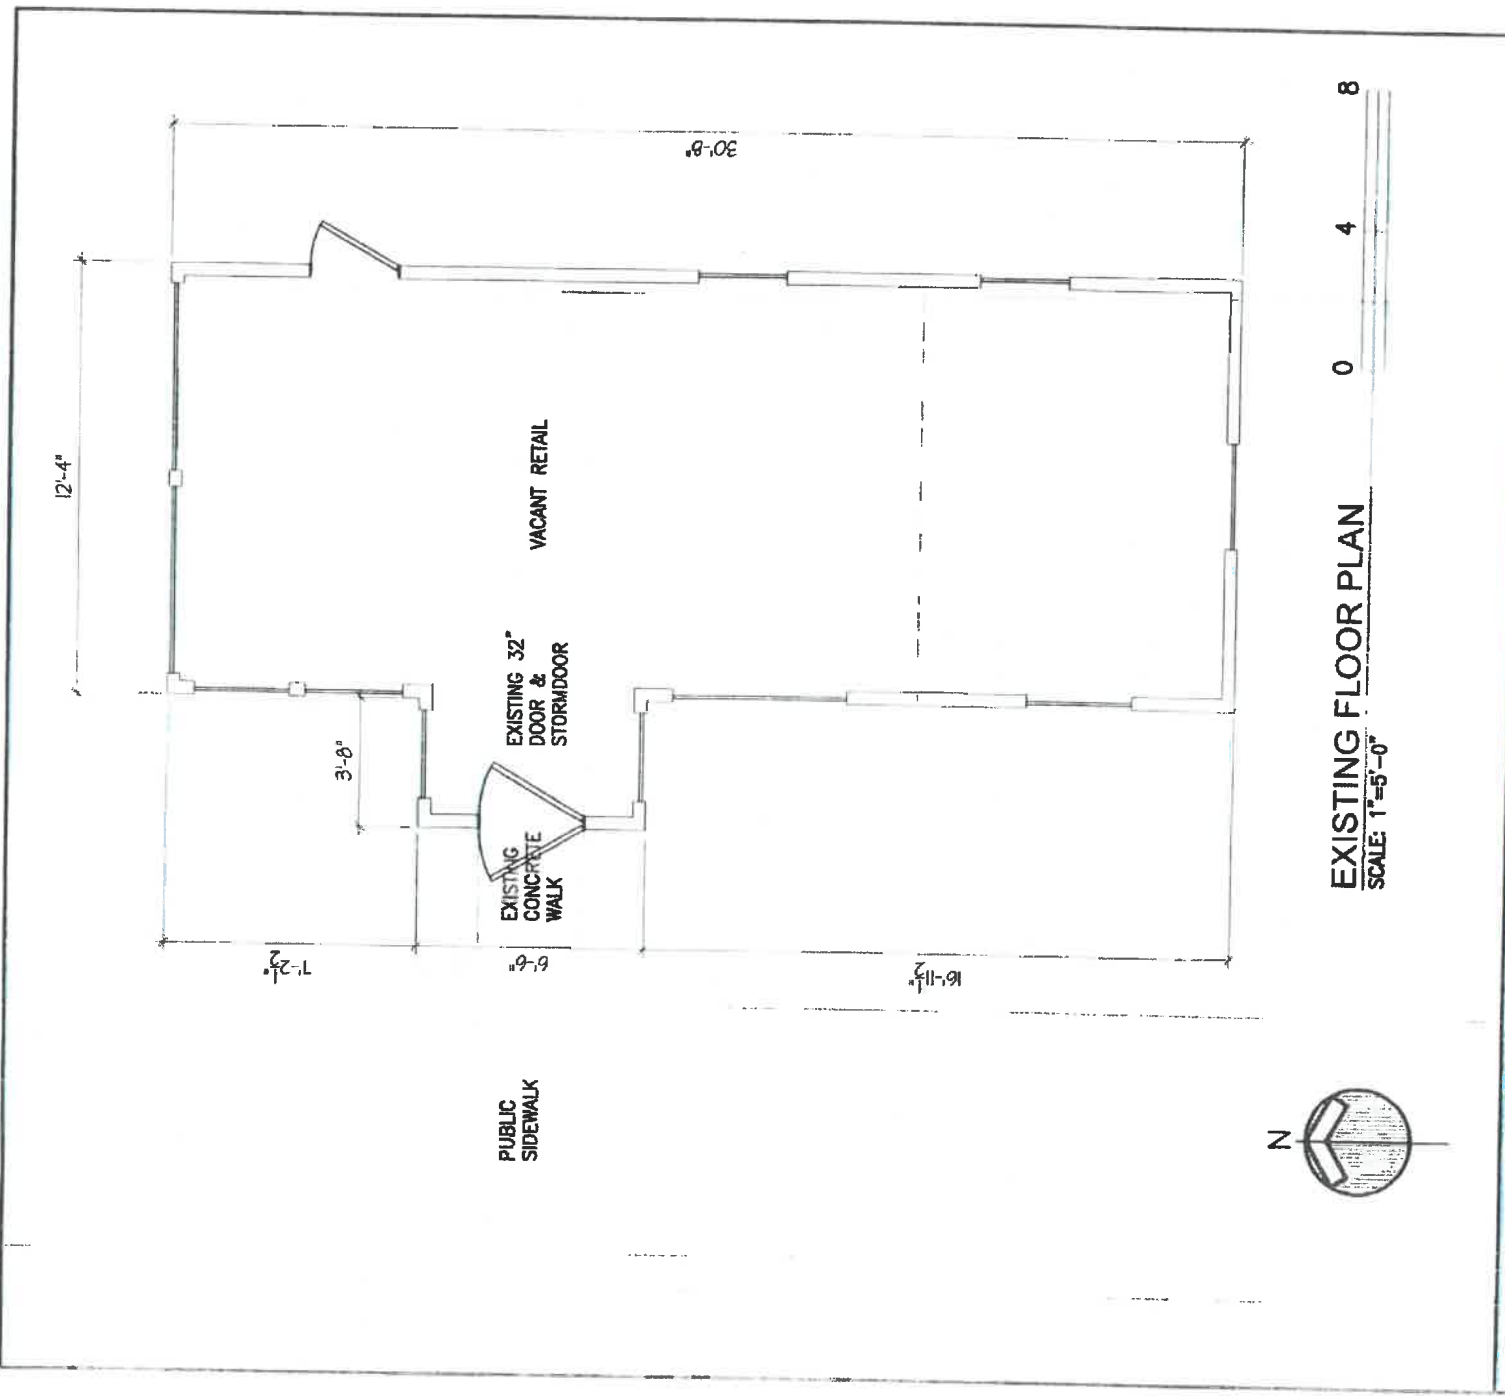 12'-4"
30'-8"
VACANT RETAIL
EXISTING 32"
DOOR &
STORMDOOR
3'-8"
EXISTING
CONCRETE
WALK
7'-2½"
6'-6"
16'-11½"
PUBLIC
SIDEWALK
N
EXISTING FLOOR PLAN
SCALE: 1"=5'-0"
0 4 8